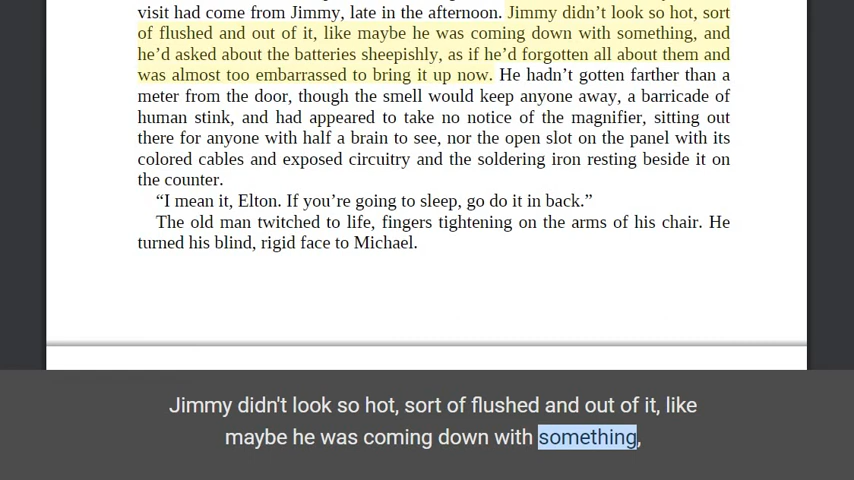 visit had come from Jimmy, late in the afternoon. Jimmy didn’t look so hot, sort
of flushed and out of it, like maybe he was coming down with something, and
he’d asked about the batteries sheepishly, as if he’d forgotten all about them and
was almost too embarrassed to bring it up now. He hadn’t gotten farther than a
meter from the door, though the smell would keep anyone away, a barricade of
human stink, and had appeared to take no notice of the magnifier, sitting out
there for anyone with half a brain to see, nor the open slot on the panel with its
colored cables and exposed circuitry and the soldering iron resting beside it on
the counter.
“I mean it, Elton. If you’re going to sleep, go do it in back.”
The old man twitched to life, fingers tightening on the arms of his chair. He
turned his blind, rigid face to Michael.
Jimmy didn't look so hot, sort of flushed and out of it, like
maybe he was coming down with something,